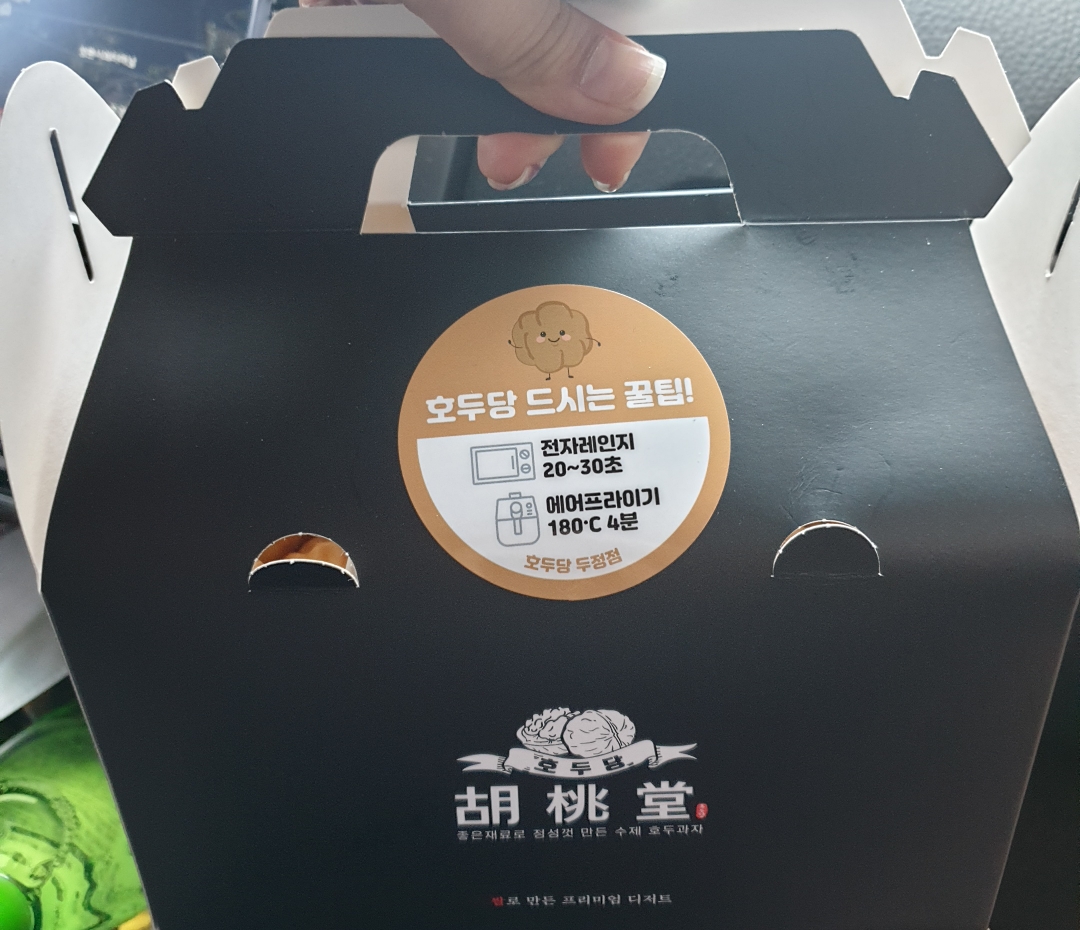 호두당 드시는 꿀팁!
전자레인지
20~30초
에어프라이기
180°C 4분
호두당 두정점
호두당
胡桃堂
좋은재료로 정성껏 만든 수제 호두과자
쌀로 만든 프리미엄 디저트